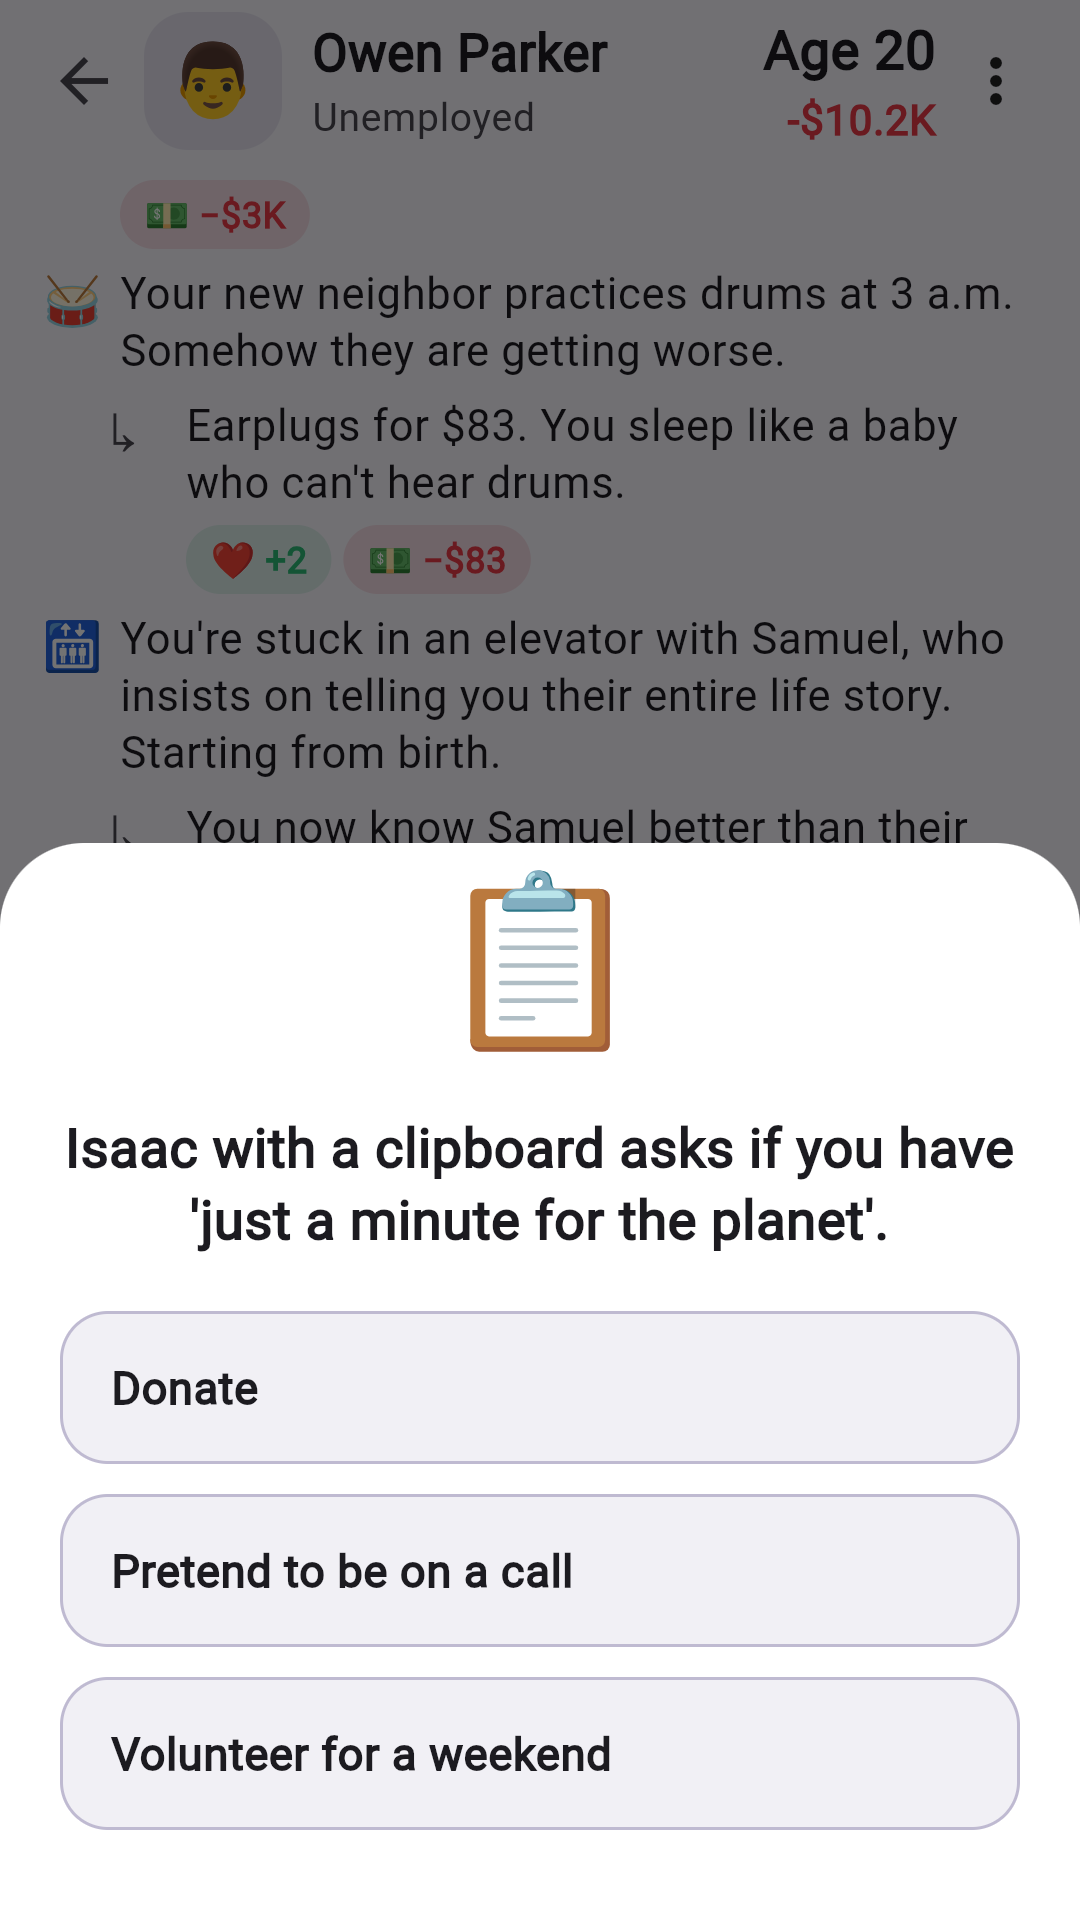 Owen Parker
Unemployed
Age 20
-$10.2K
−$3K
Your new neighbor practices drums at 3 a.m.
Somehow they are getting worse.
Earplugs for $83. You sleep like a baby
who can't hear drums.
+2
−$83
You're stuck in an elevator with Samuel, who
insists on telling you their entire life story.
Starting from birth.
You now know Samuel better than their
Isaac with a clipboard asks if you have
'just a minute for the planet'.
Donate
Pretend to be on a call
Volunteer for a weekend